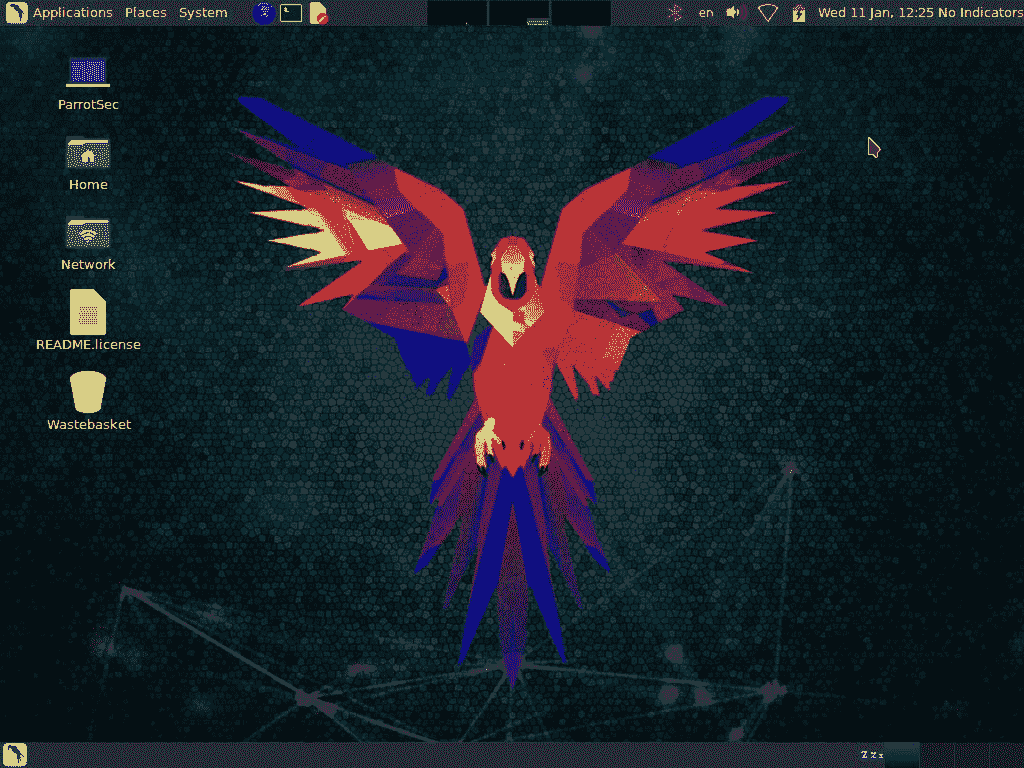 Applications Places System en Wed 11 Jan, 12:25 No Indicators
ParrotSec
Home
Network
README.license
Wastebasket
z z z